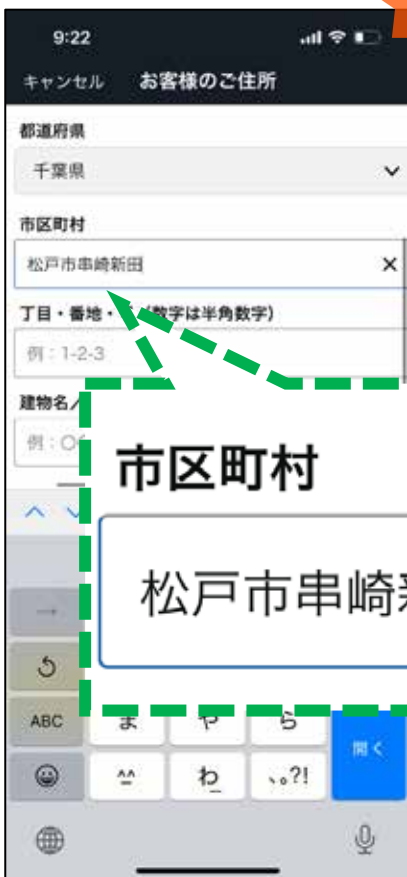 9:22
キャンセル お客様のご住所
都道府県
千葉県
市区町村
松戸市串崎新田
丁目・番地・ 数字は半角数字)
例：1-2-3
建物名／
例：〇
市区町村
松戸市串崎
→
ABC ま や ら 開く
^^ わ 、。?!